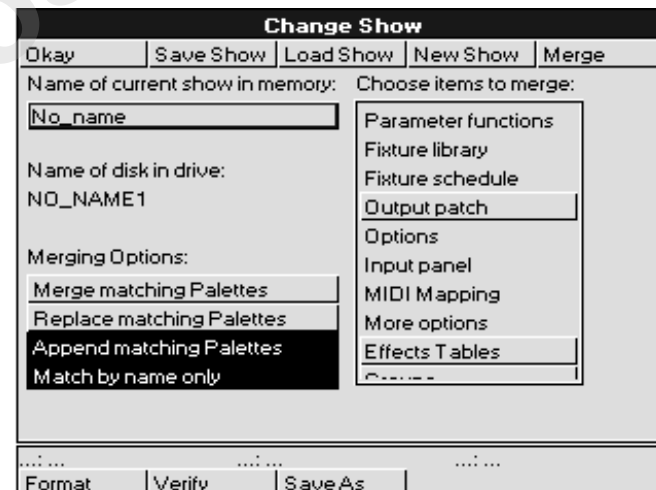 Change Show
Okay Save Show Load Show New Show Merge
Name of current show in memory:
No_name
Name of disk in drive:
NO_NAME1
Merging Options:
Merge matching Palettes
Replace matching Palettes
Append matching Palettes
Match by name only
Choose items to merge:
Parameter functions
Fixture library
Fixture schedule
Output patch
Options
Input panel
MIDI Mapping
More options
Effects Tables
...: ... ...: ... ...: ...
Format Verify Save As